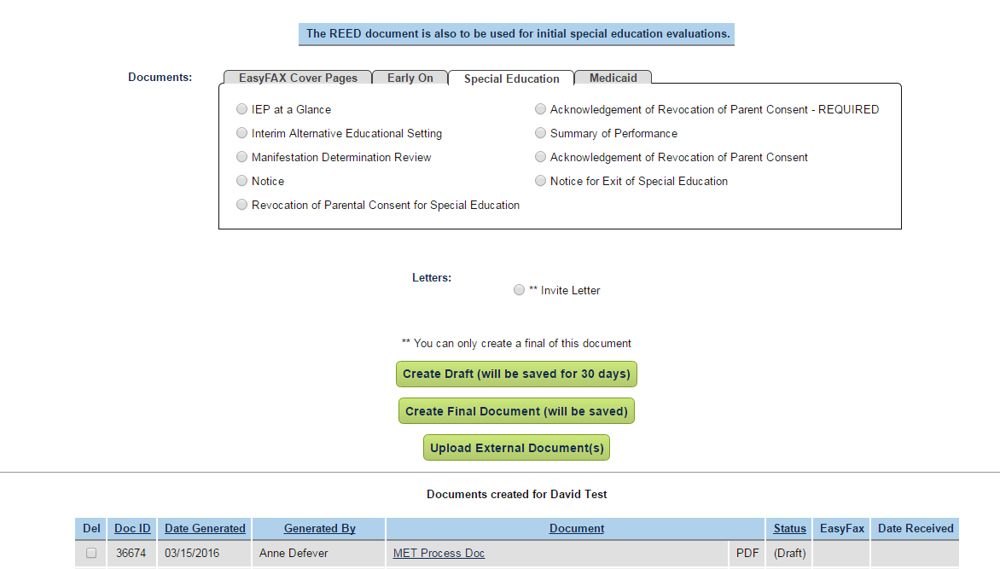 The REED document is also to be used for initial special education evaluations.
Documents:
EasyFAX Cover Pages Early On Special Education Medicaid
IEP at a Glance Acknowledgement of Revocation of Parent Consent - REQUIRED
Interim Alternative Educational Setting Summary of Performance
Manifestation Determination Review Acknowledgement of Revocation of Parent Consent
Notice Notice for Exit of Special Education
Revocation of Parental Consent for Special Education
Letters:
** Invite Letter
** You can only create a final of this document
Create Draft (will be saved for 30 days)
Create Final Document (will be saved)
Upload External Document(s)
Documents created for David Test
Del Doc ID Date Generated Generated By Document Status EasyFax Date Received
36674 03/15/2016 Anne Defever MET Process Doc PDF (Draft)